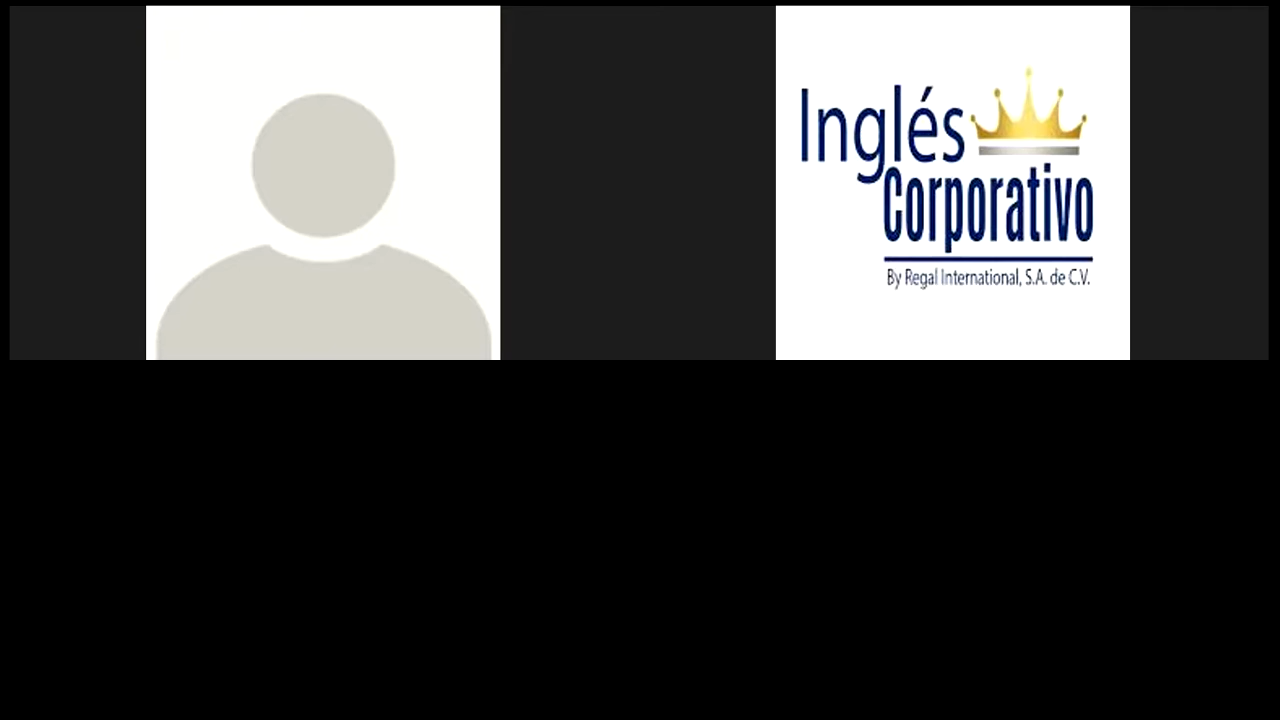 Inglés
Corporativo
By Regal International, S.A. de C.V.